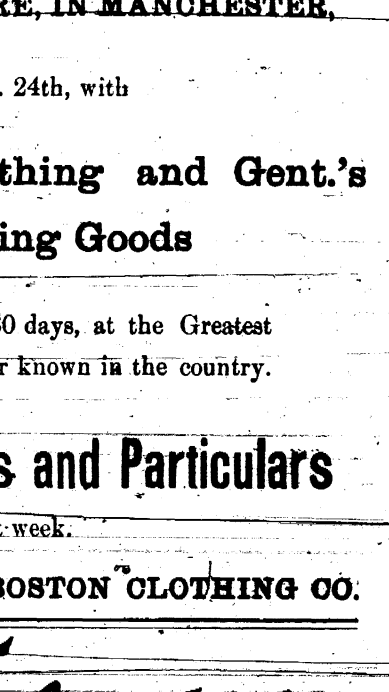 RE, IN MANCHESTER,
. 24th, with
thing and Gent.'s
ing Goods
60 days, at the Greatest
r known in the country.
s and Particulars
t week.
BOSTON CLOTHING CO.